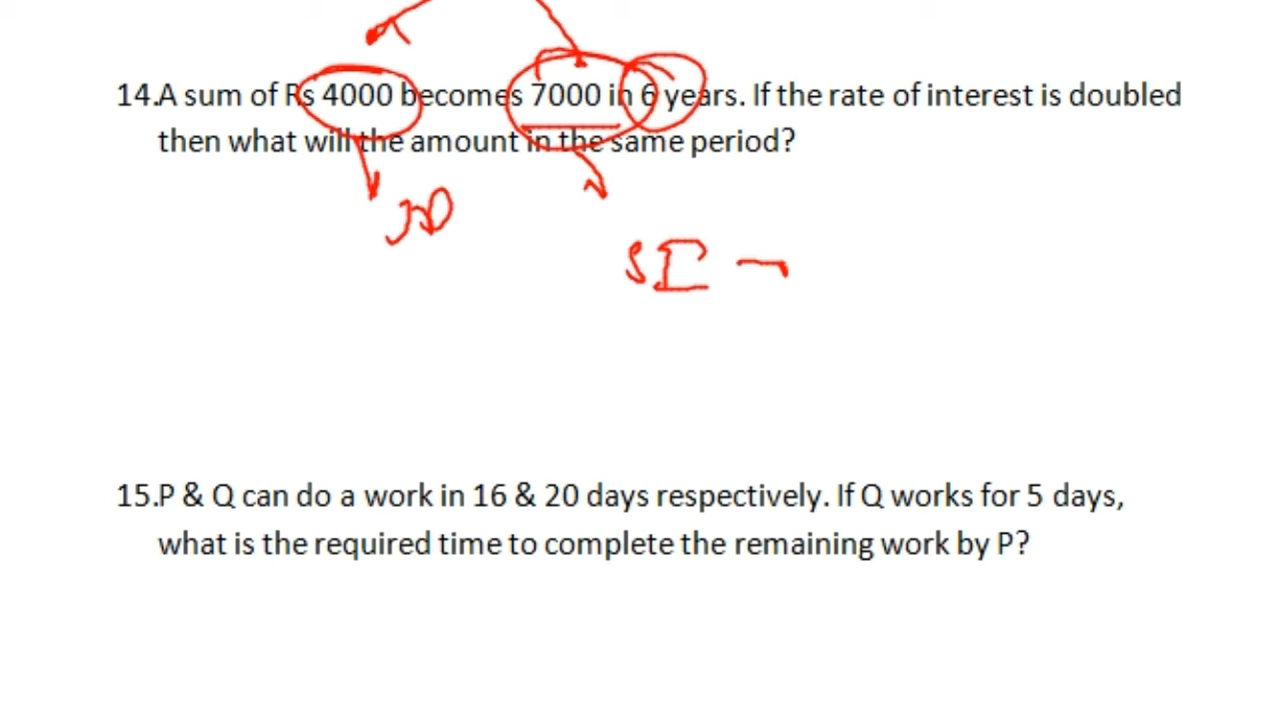 14.A sum of Rs 4000 becomes 7000 in 6 years. If the rate of interest is doubled
then what will the amount in the same period?
SI
15.P & Q can do a work in 16 & 20 days respectively. If Q works for 5 days,
what is the required time to complete the remaining work by P?